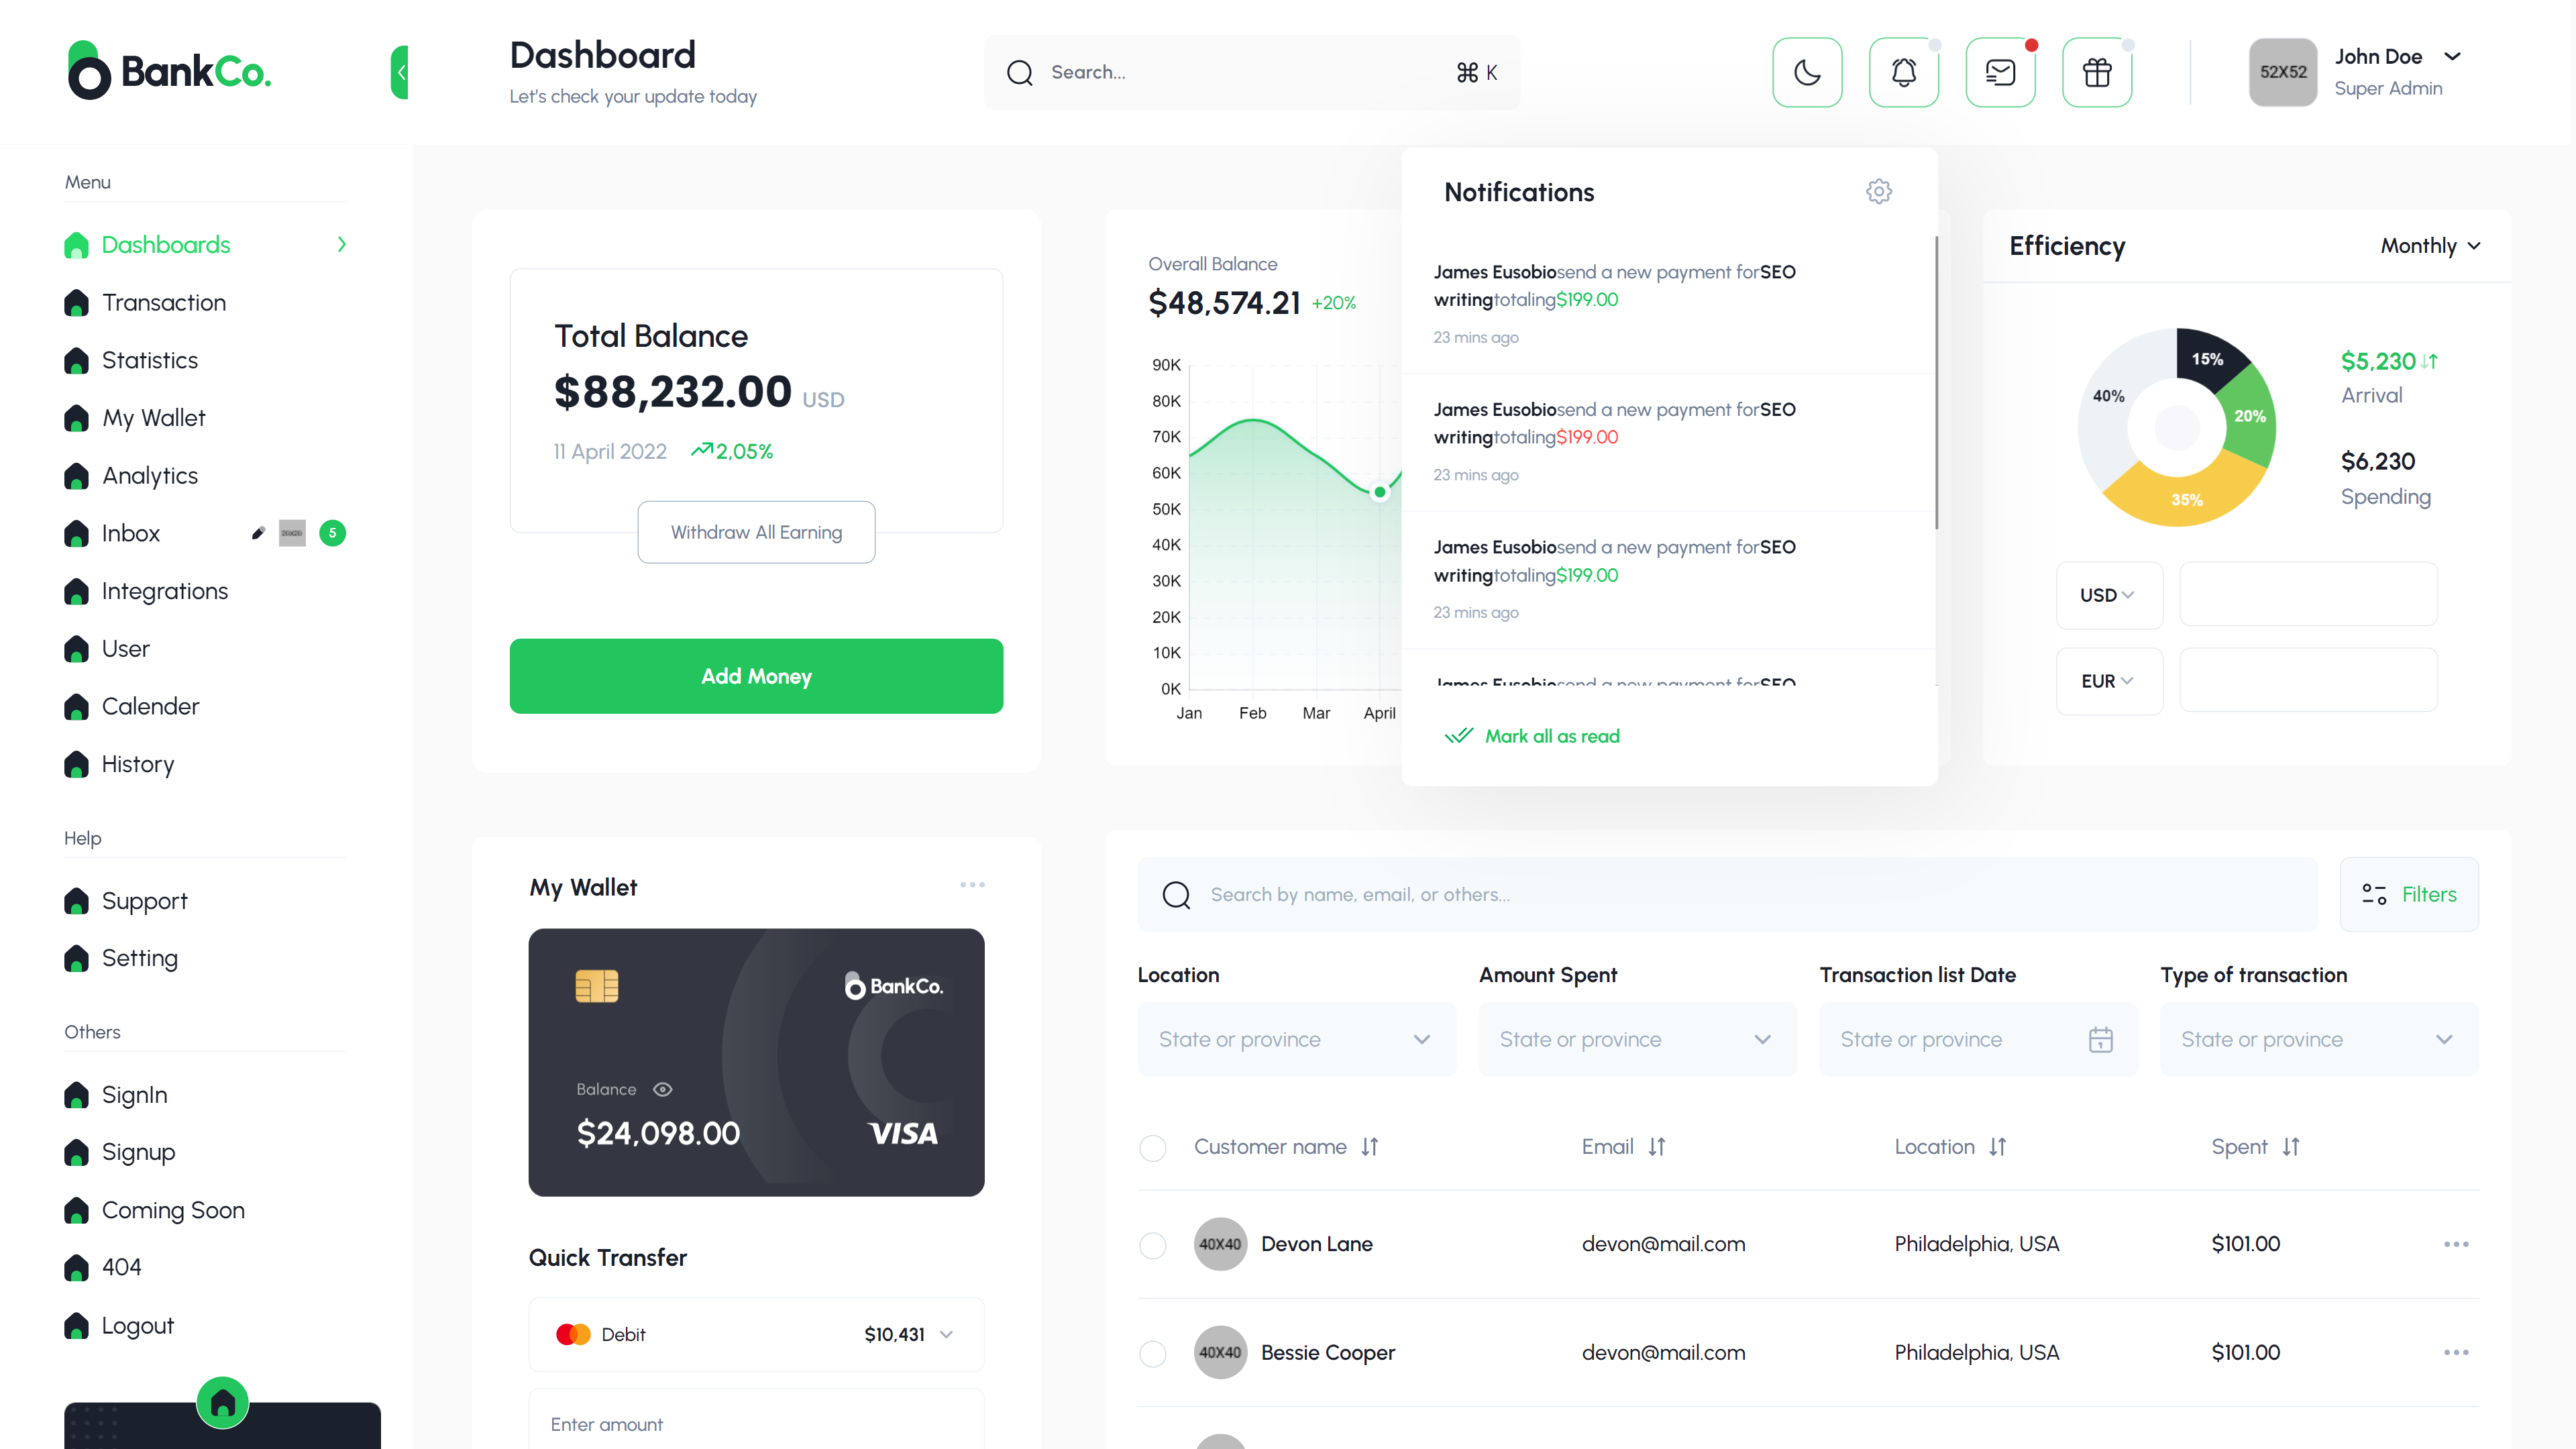 BankCo.
Dashboard
Let's check your update today
Search...
⌘ K
52X52
John Doe
Super Admin
Menu
Dashboards
Transaction
Statistics
My Wallet
Analytics
Inbox
5
Integrations
User
Calender
History
Help
Support
Setting
Others
SignIn
Signup
Coming Soon
404
Logout
Total Balance
$88,232.00 USD
11 April 2022 2,05%
Withdraw All Earning
Add Money
Overall Balance
$48,574.21 +20%
90K
80K
70K
60K
50K
40K
30K
20K
10K
0K
Jan Feb Mar April
Notifications
James Eusobiosend a new payment forSEO
writingtotaling$199.00
23 mins ago
James Eusobiosend a new payment forSEO
writingtotaling$199.00
23 mins ago
James Eusobiosend a new payment forSEO
writingtotaling$199.00
23 mins ago
James Eusobiosend a new payment forSEO
Mark all as read
Efficiency
Monthly
15%
40%
20%
35%
$5,230
Arrival
$6,230
Spending
USD
EUR
My Wallet
BankCo.
Balance
$24,098.00
VISA
Quick Transfer
Debit $10,431
Enter amount
Search by name, email, or others...
Filters
Location Amount Spent Transaction list Date Type of transaction
State or province State or province State or province State or province
Customer name Email Location Spent
40X40 Devon Lane devon@mail.com Philadelphia, USA $101.00
40X40 Bessie Cooper devon@mail.com Philadelphia, USA $101.00